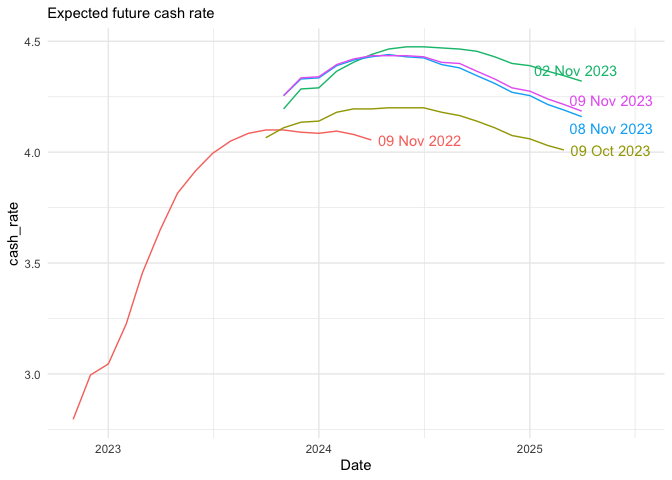 Expected future cash rate
4.5
02 Nov 2023
09 Nov 2023
08 Nov 2023
4.0
09 Nov 2022
09 Oct 2023
cash_rate
3.5
3.0
2023
2024
2025
Date